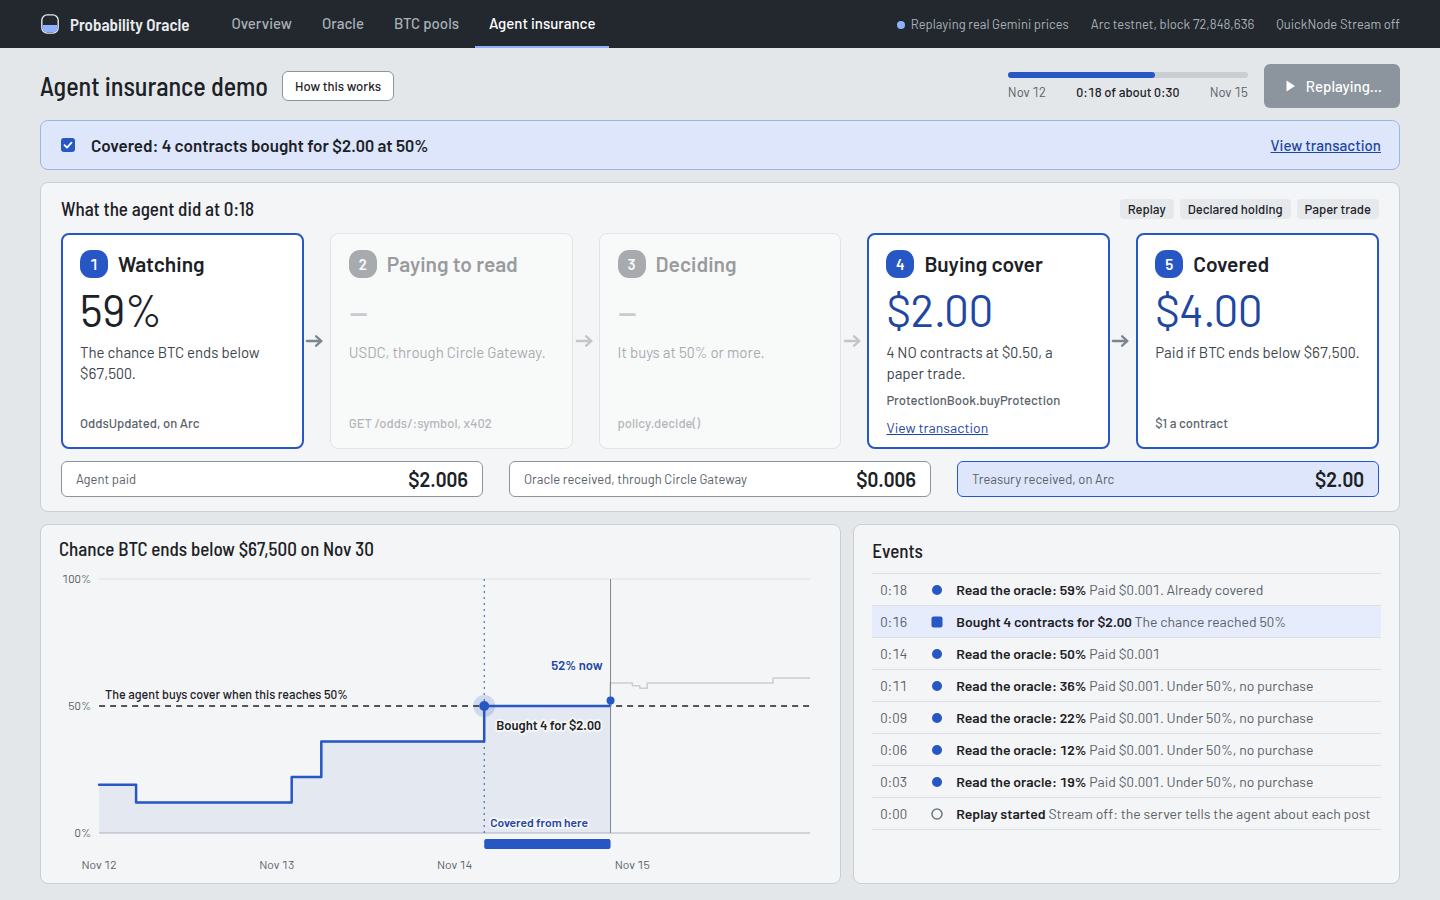 Probability Oracle
Overview
Oracle
BTC pools
Agent insurance
Replaying real Gemini prices
Arc testnet, block 72,848,636
QuickNode Stream off
Agent insurance demo
How this works
Nov 12
0:18 of about 0:30
Nov 15
Replaying...
Covered: 4 contracts bought for $2.00 at 50%
View transaction
What the agent did at 0:18
Replay
Declared holding
Paper trade
1
Watching
59%
The chance BTC ends below
$67,500.
OddsUpdated, on Arc
2
Paying to read
–
USDC, through Circle Gateway.
GET /odds/:symbol, x402
3
Deciding
–
It buys at 50% or more.
policy.decide()
4
Buying cover
$2.00
4 NO contracts at $0.50, a
paper trade.
ProtectionBook.buyProtection
View transaction
5
Covered
$4.00
Paid if BTC ends below $67,500.
$1 a contract
Agent paid
$2.006
Oracle received, through Circle Gateway
$0.006
Treasury received, on Arc
$2.00
Chance BTC ends below $67,500 on Nov 30
100%
52% now
The agent buys cover when this reaches 50%
50%
Bought 4 for $2.00
Covered from here
0%
Nov 12
Nov 13
Nov 14
Nov 15
Events
0:18 Read the oracle: 59% Paid $0.001. Already covered
0:16 Bought 4 contracts for $2.00 The chance reached 50%
0:14 Read the oracle: 50% Paid $0.001
0:11 Read the oracle: 36% Paid $0.001. Under 50%, no purchase
0:09 Read the oracle: 22% Paid $0.001. Under 50%, no purchase
0:06 Read the oracle: 12% Paid $0.001. Under 50%, no purchase
0:03 Read the oracle: 19% Paid $0.001. Under 50%, no purchase
0:00 Replay started Stream off: the server tells the agent about each post